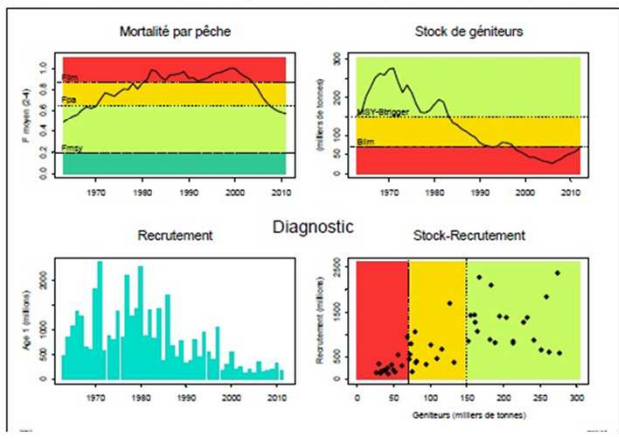 Mortalité par pêche
F moyen (2-4)
1.0
0.8
0.6
0.4
0.2
0.0
Flim
Fpa
Fmsy
1970
1980
1990
2000
2010
Stock de géniteurs
(milliers de tonnes)
300
200
150
100
50
0
MSY-Btrigger
Blim
1970
1980
1990
2000
2010
Diagnostic
Recrutement
Age 1 (millions)
2000
1000
500
0
1970
1980
1990
2000
2010
Stock-Recrutement
Recrutement (millions)
2500
1500
500
0
0
50
100
150
200
250
300
Géniteurs (milliers de tonnes)